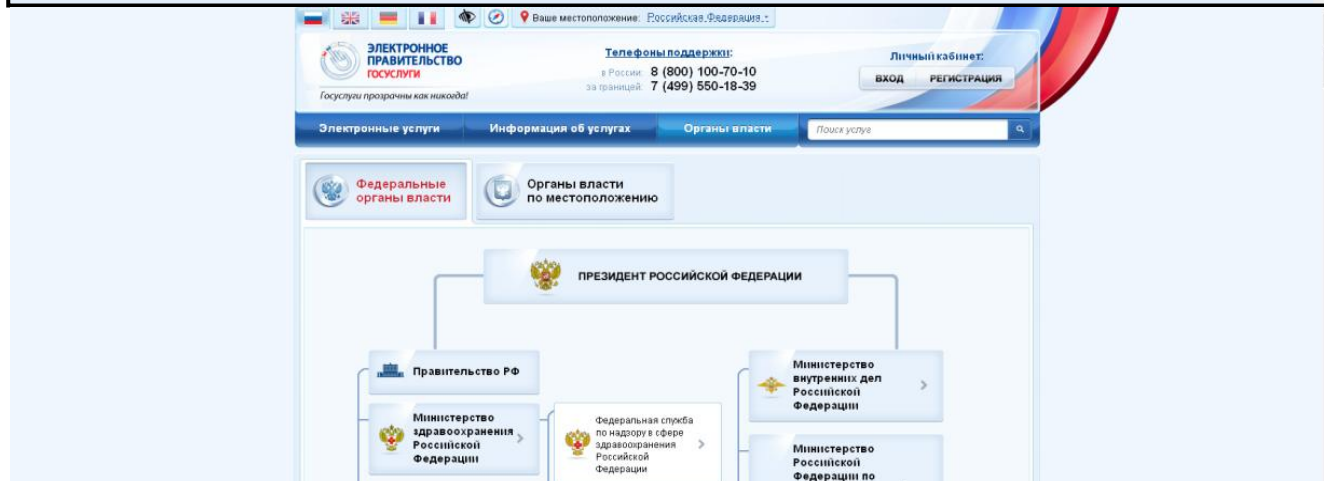 Ваше местоположение: Российская Федерация
ЭЛЕКТРОННОЕ
ПРАВИТЕЛЬСТВО
ГОСУСЛУГИ
Госуслуги прозрачны как никогда!
Телефоны поддержки:
в России: 8 (800) 100-70-10
за границей: 7 (499) 550-18-39
Личный кабинет:
ВХОД РЕГИСТРАЦИЯ
Электронные услуги Информация об услугах Органы власти Поиск услуг
Федеральные
органы власти
Органы власти
по местоположению
ПРЕЗИДЕНТ РОССИЙСКОЙ ФЕДЕРАЦИИ
Правительство РФ
Министерство
здравоохранения
Российской
Федерации
Федеральная служба
по надзору в сфере
здравоохранения
Российской
Федерации
Министерство
внутренних дел
Российской
Федерации
Министерство
Российской
Федерации по